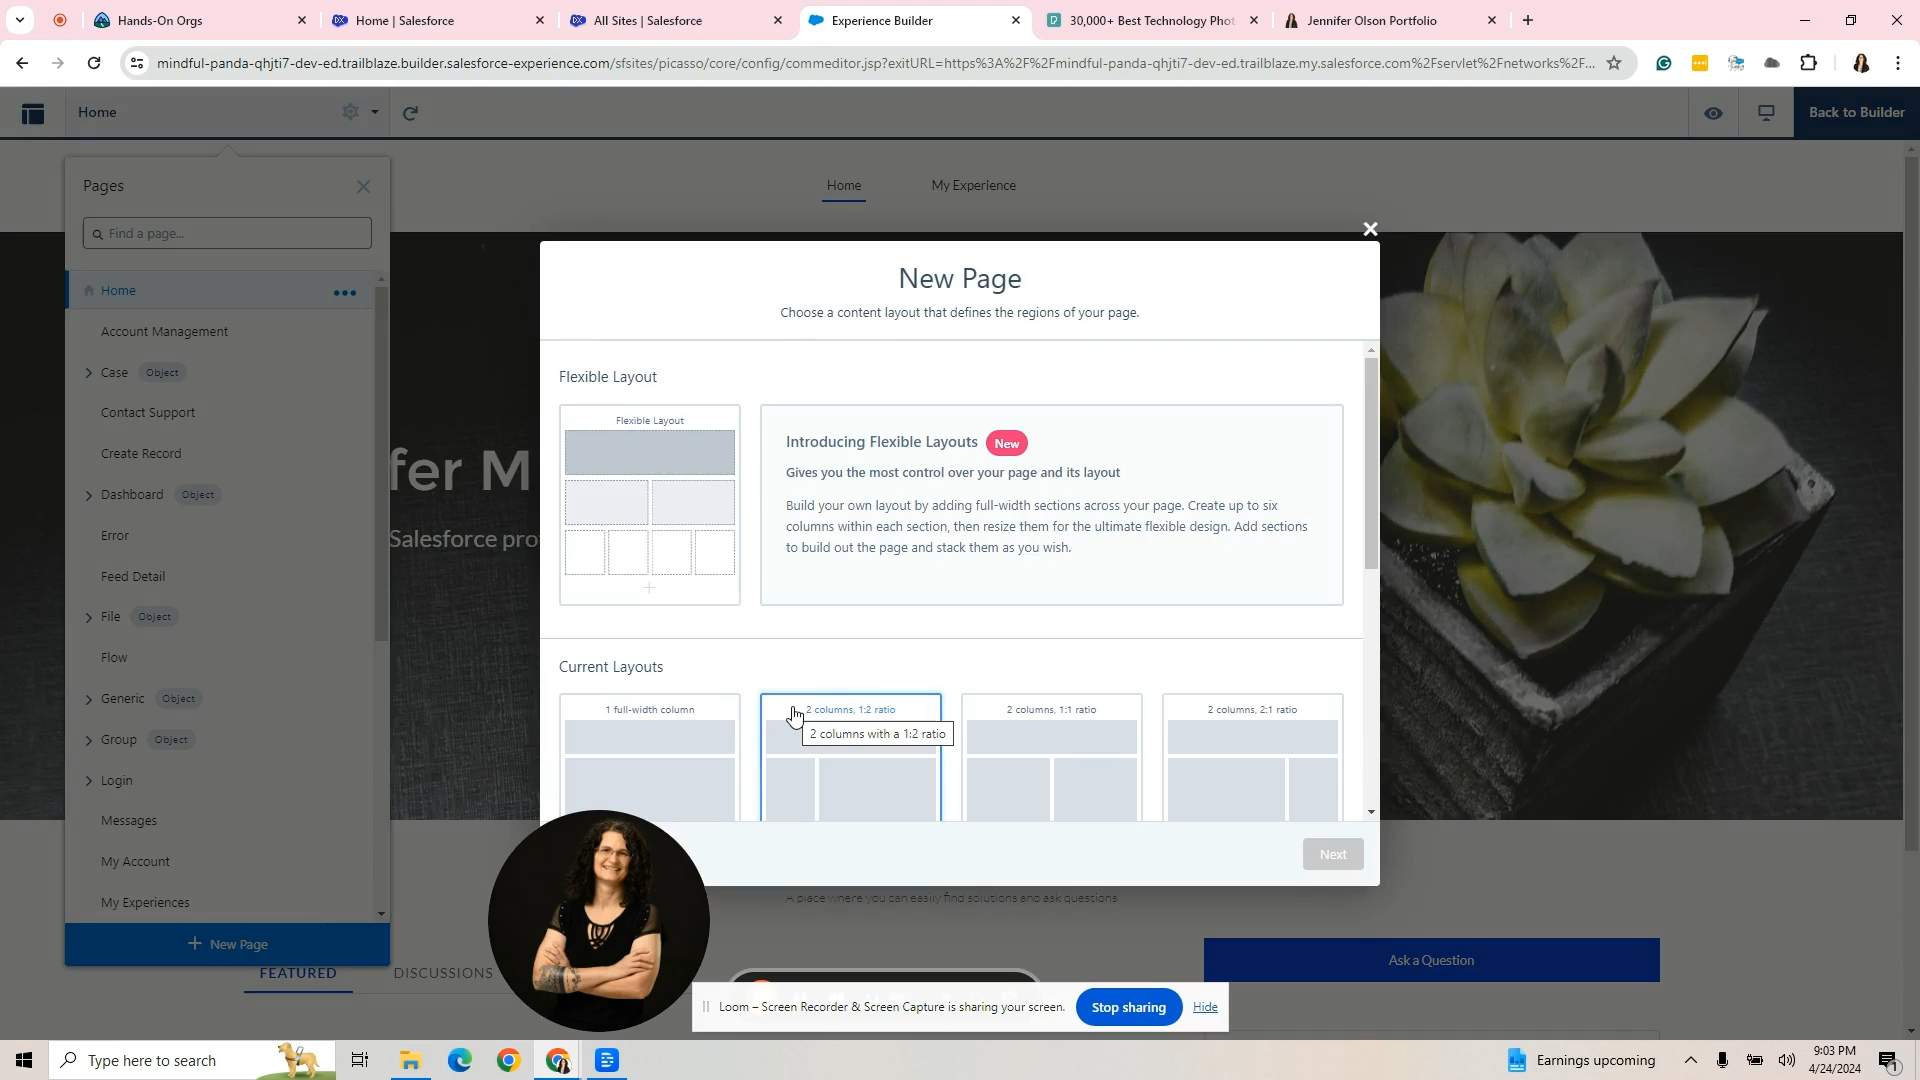 Hands-On Orgs
Home | Salesforce
All Sites | Salesforce
Experience Builder
30,000+ Best Technology Phot
Jennifer Olson Portfolio
mindful-panda-qhjti7-dev-ed.trailblaze.builder.salesforce-experience.com/sfsites/picasso/core/config/commeditor.jsp?exitURL=https%3A%2F%2Fmindful-panda-qhjti7-dev-ed.trailblaze.my.salesforce.com%2Fservlet%2Fnetworks%2F...
Home
Back to Builder
Pages
Find a page...
Home
Account Management
Case Object
Contact Support
Create Record
Dashboard Object
Error
Feed Detail
File Object
Flow
Generic Object
Group Object
Login
Messages
My Account
My Experiences
New Page
Home
My Experience
fer M
Salesforce pro
New Page
Choose a content layout that defines the regions of your page.
Flexible Layout
Flexible Layout
Introducing Flexible Layouts New
Gives you the most control over your page and its layout
Build your own layout by adding full-width sections across your page. Create up to six
columns within each section, then resize them for the ultimate flexible design. Add sections
to build out the page and stack them as you wish.
Current Layouts
1 full-width column
2 columns, 1:2 ratio
2 columns with a 1:2 ratio
2 columns, 1:1 ratio
2 columns, 2:1 ratio
Next
A place where you can easily find solutions and ask questions
FEATURED
DISCUSSIONS
Ask a Question
Loom – Screen Recorder & Screen Capture is sharing your screen.
Stop sharing
Hide
Type here to search
Earnings upcoming
9:03 PM
4/24/2024
1